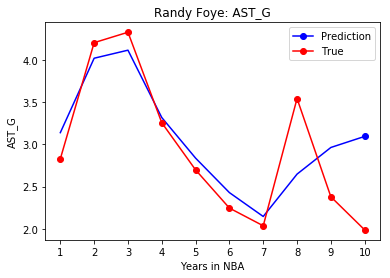 Randy Foye: AST_G
Prediction
True
4.0
3.5
3.0
2.5
2.0
AST_G
1 2 3 4 5 6 7 8 9 10
Years in NBA